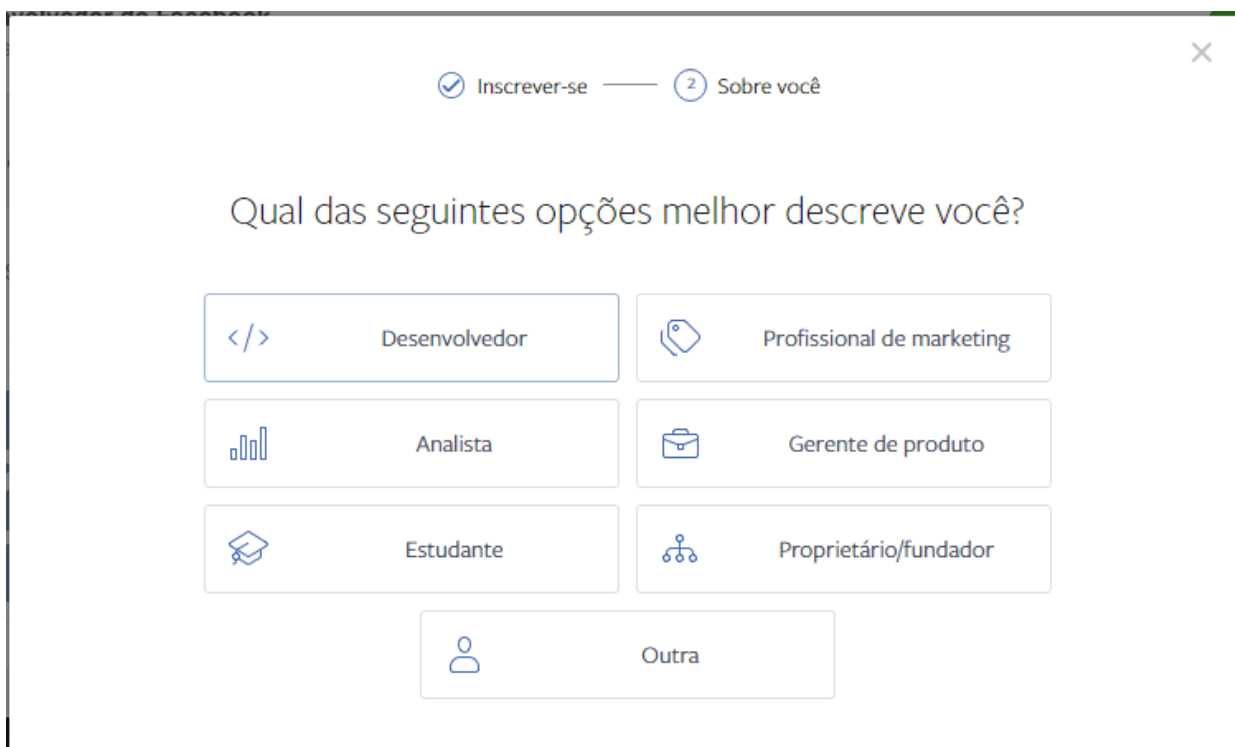 Inscrever-se
2 Sobre você
Qual das seguintes opções melhor descreve você?
</> Desenvolvedor
Profissional de marketing
Analista
Gerente de produto
Estudante
Proprietário/fundador
Outra